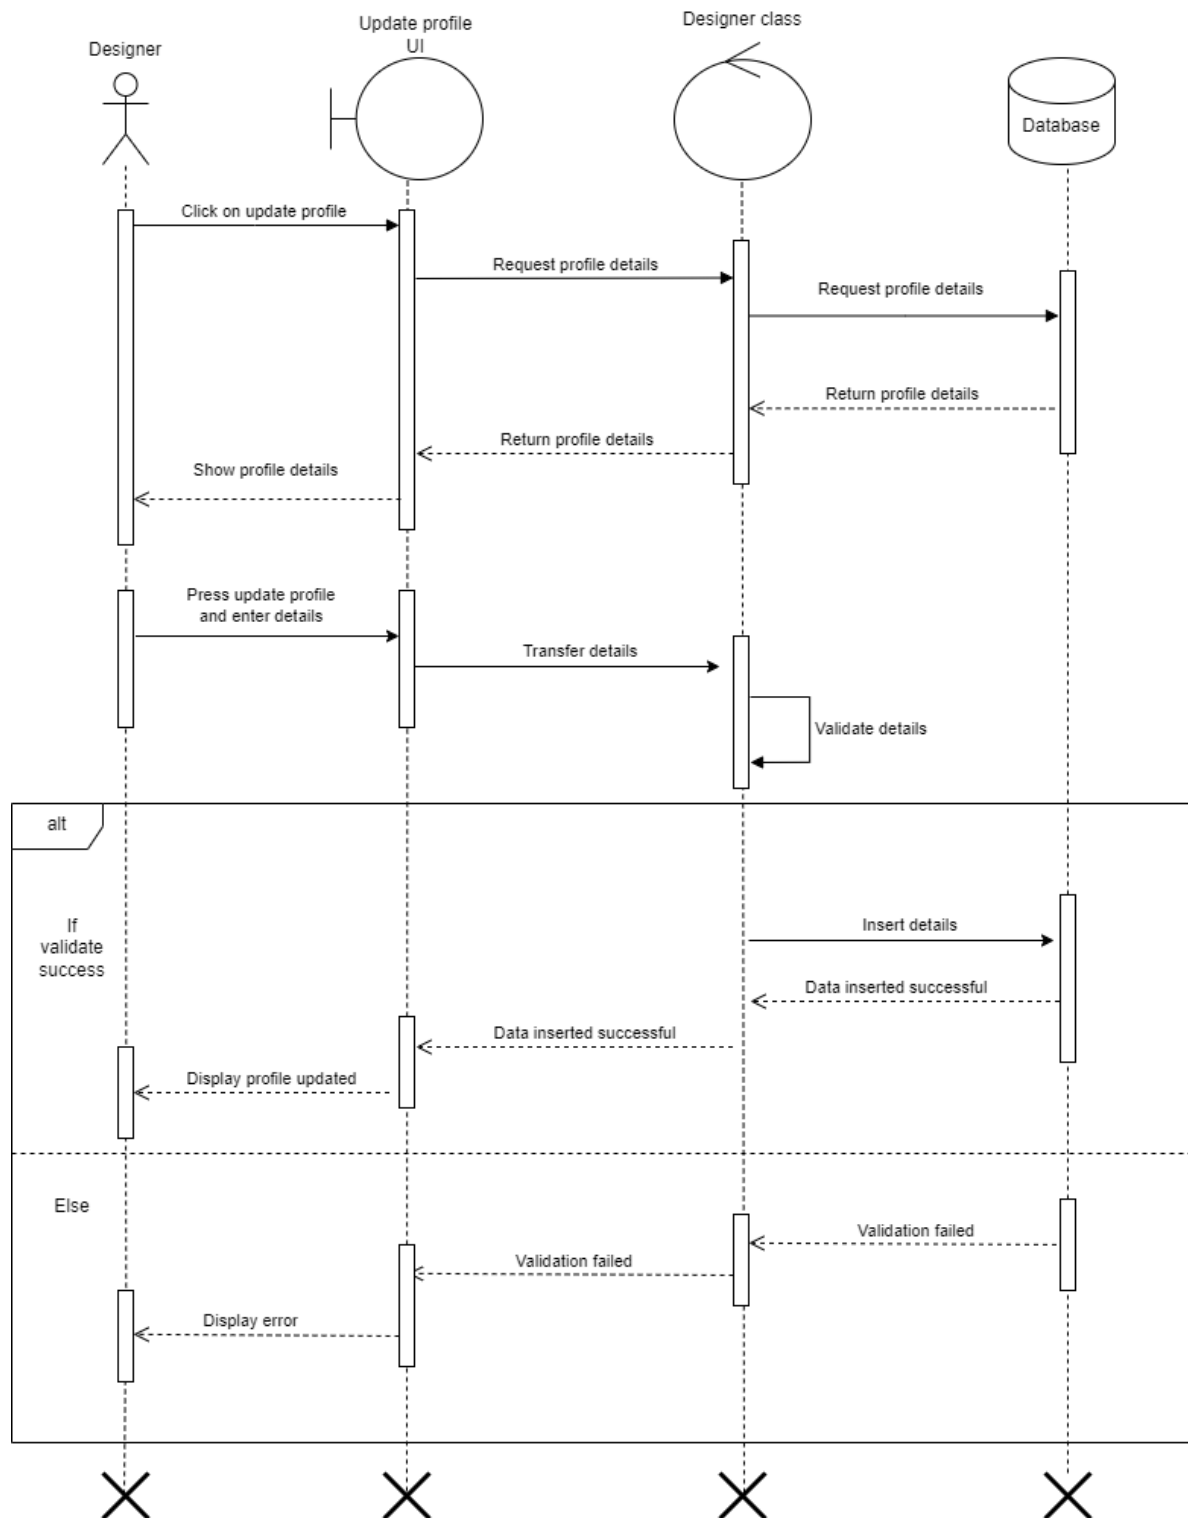 Designer
Update profile
UI
Designer class
Database
Click on update profile
Request profile details
Request profile details
Return profile details
Return profile details
Show profile details
Press update profile
and enter details
Transfer details
Validate details
alt
If
validate
success
Insert details
Data inserted successful
Data inserted successful
Display profile updated
Else
Validation failed
Validation failed
Display error